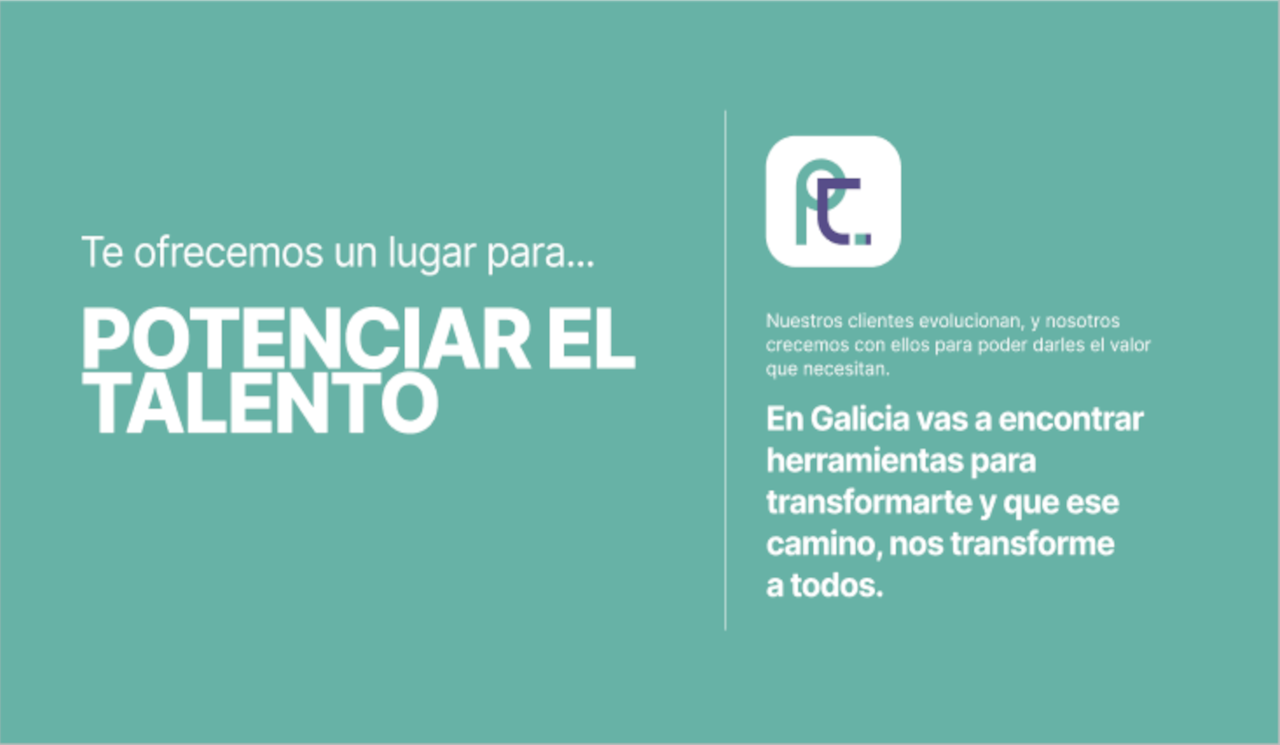 Te ofrecemos un lugar para...
POTENCIAR EL
TALENTO
Pt.
Nuestros clientes evolucionan, y nosotros
crecemos con ellos para poder darles el valor
que necesitan.
En Galicia vas a encontrar
herramientas para
transformarte y que ese
camino, nos transforme
a todos.